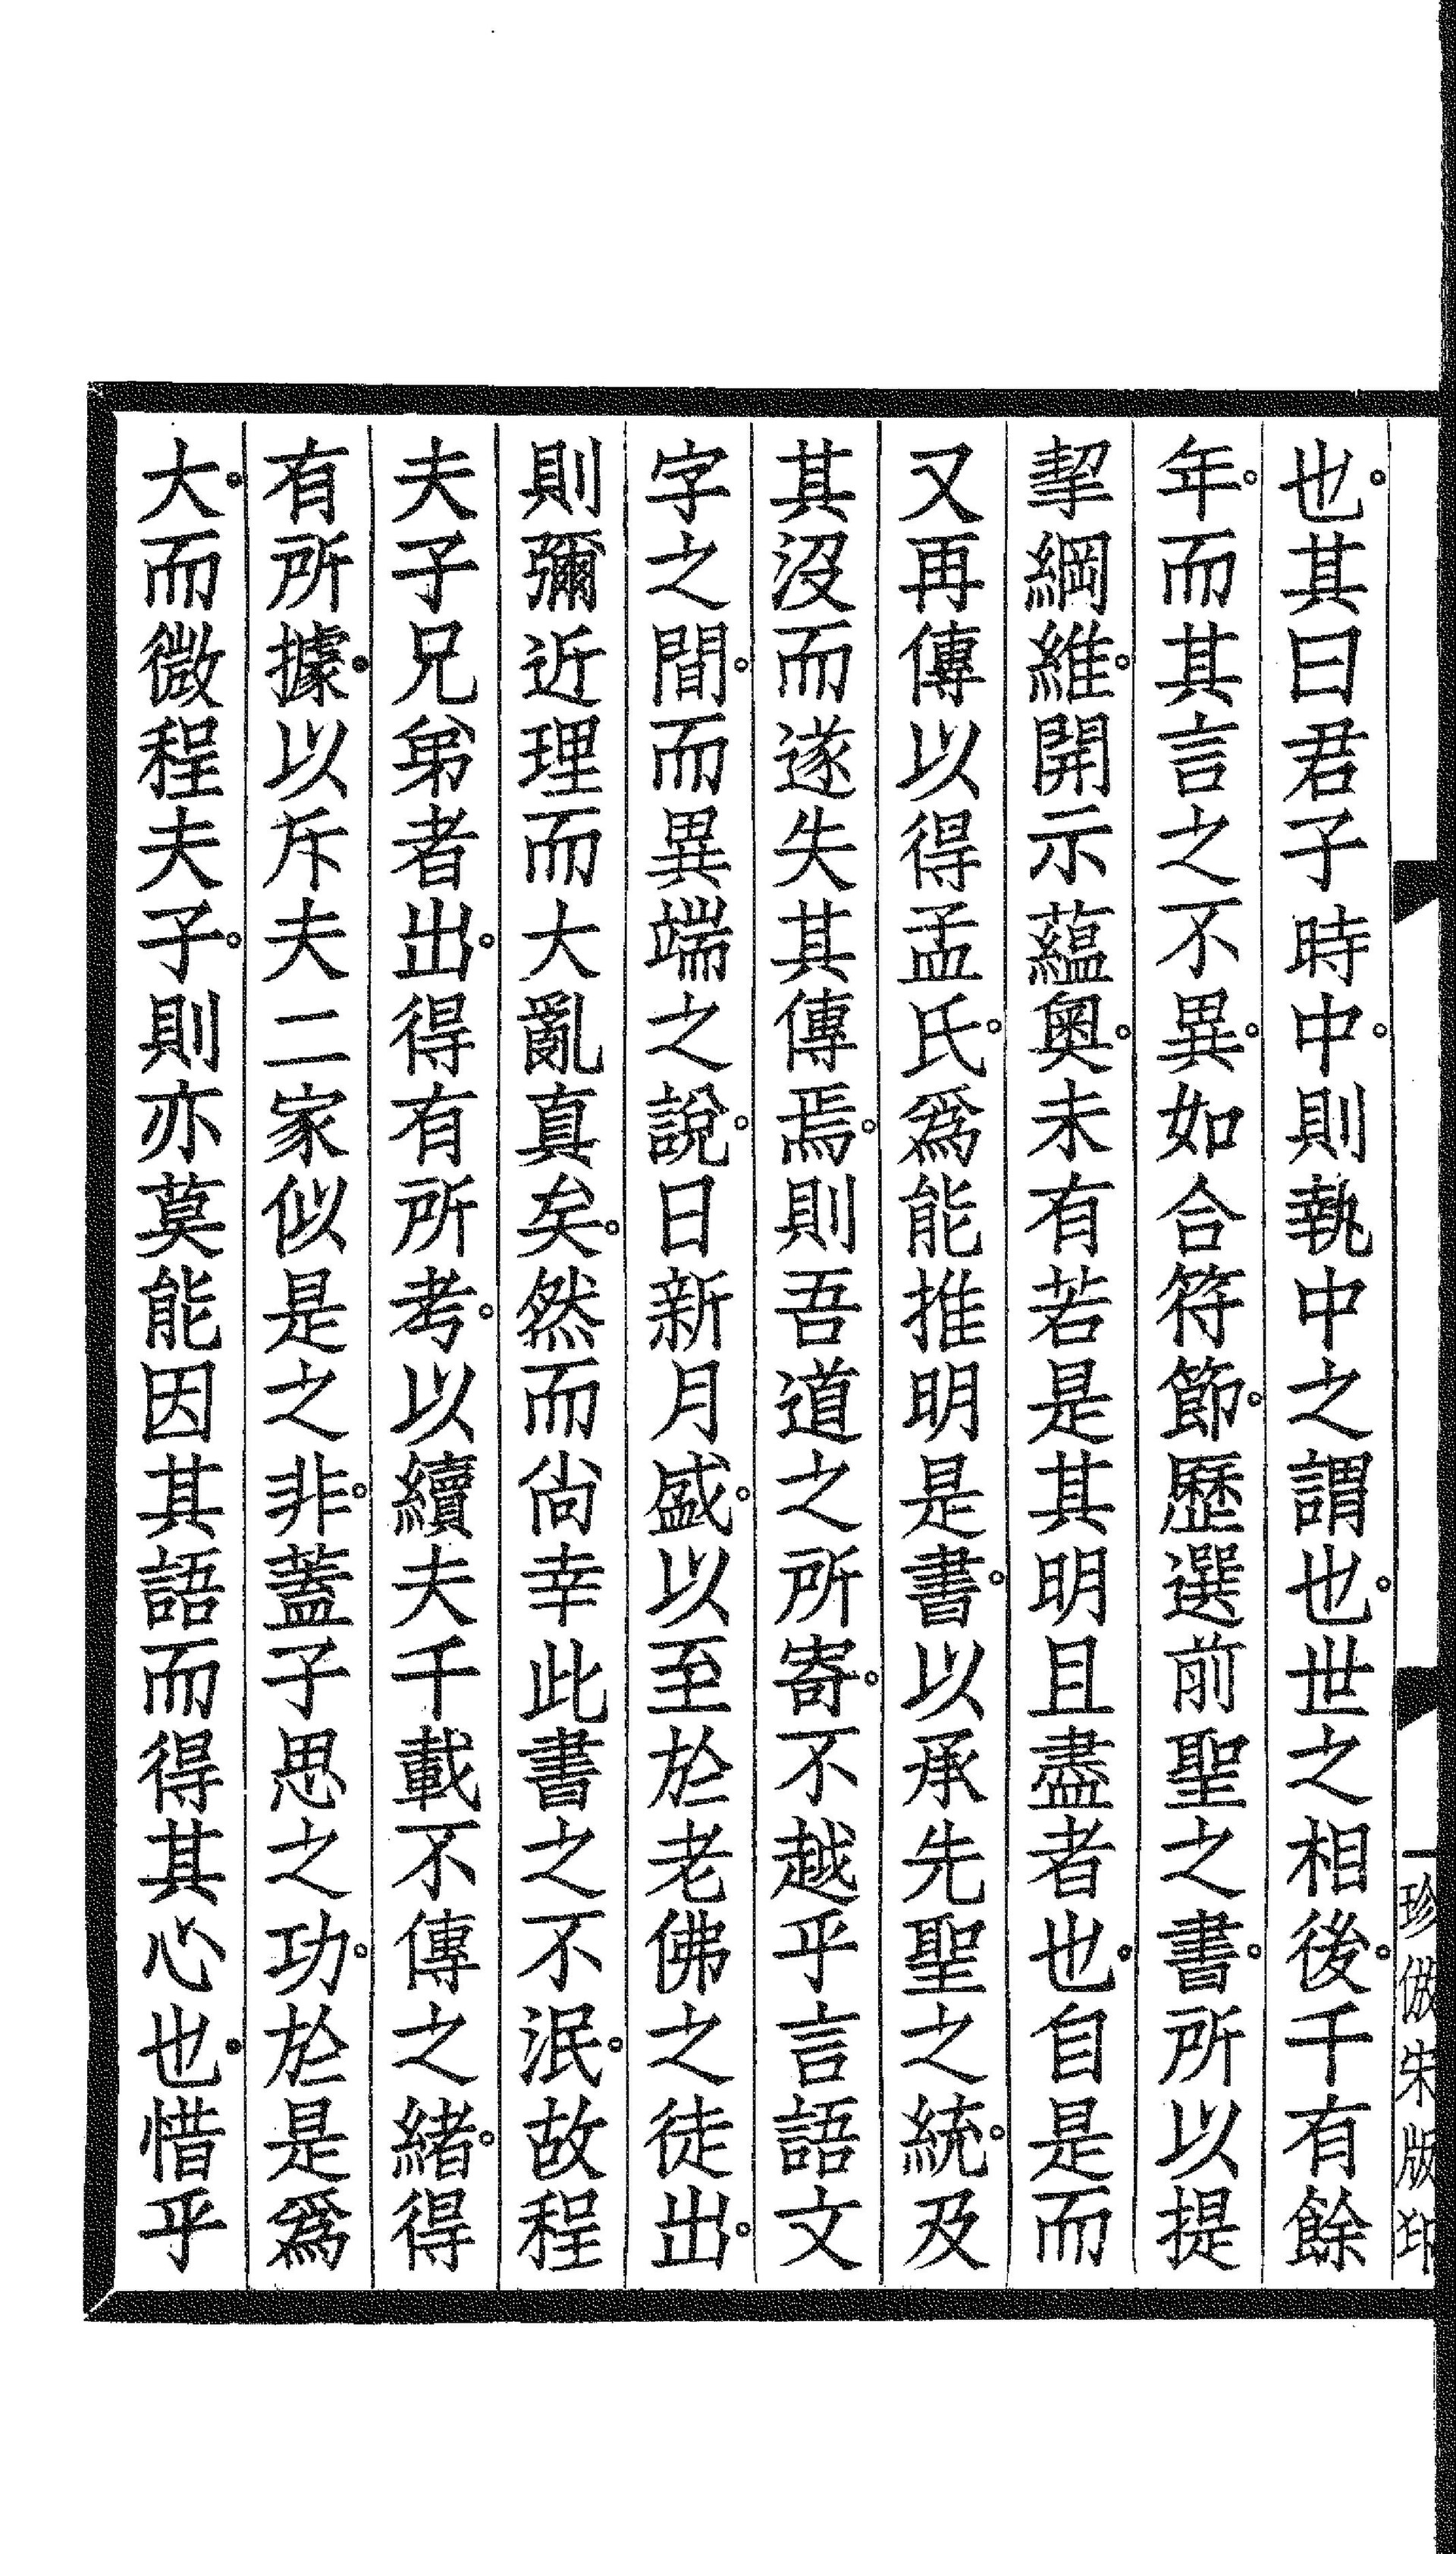 也。其曰君子時中。則執中之謂也。世之相後。千有餘
年。而其言之不異。如合符節。歷選前聖之書。所以提
挈綱維。開示蘊奧。未有若是其明且盡者也。自是而
又再傳以得孟氏。爲能推明是書。以承先聖之統。及
其沒而遂失其傳焉。則吾道之所寄。不越乎言語文
字之間。而異端之說。日新月盛。以至於老佛之徒出。
則彌近理而大亂真矣。然而尚幸此書之不泯。故程
夫子兄弟者出。得有所考。以續夫千載不傳之緒。得
有所據。以斥夫二家似是之非。蓋子思之功。於是爲
大。而微程夫子。則亦莫能因其語而得其心也。惜乎
珍倣宋版印